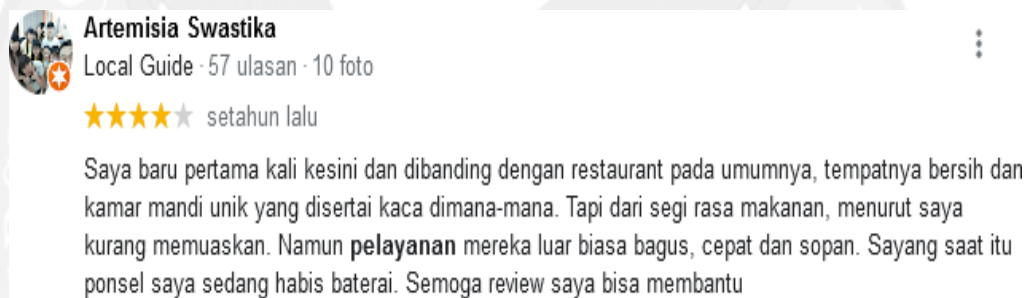 Artemisia Swastika
Local Guide · 57 ulasan · 10 foto
setahun lalu
Saya baru pertama kali kesini dan dibanding dengan restaurant pada umumnya, tempatnya bersih dan
kamar mandi unik yang disertai kaca dimana-mana. Tapi dari segi rasa makanan, menurut saya
kurang memuaskan. Namun pelayanan mereka luar biasa bagus, cepat dan sopan. Sayang saat itu
ponsel saya sedang habis baterai. Semoga review saya bisa membantu